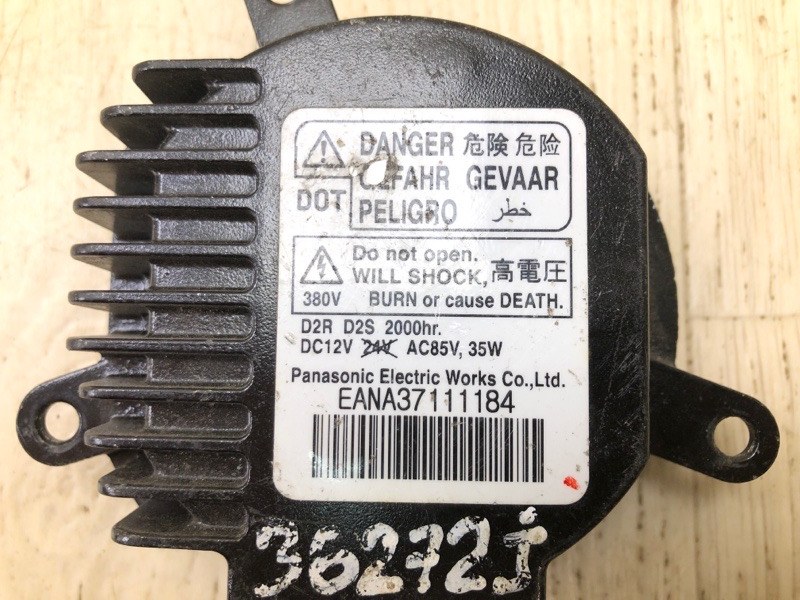 DANGER 危険 危险
GEFAHR GEVAAR
DOT
PELIGRO خطر
Do not open.
WILL SHOCK, 高電圧
380V BURN or cause DEATH.
D2R D2S 2000hr.
DC12V 24V AC85V, 35W
Panasonic Electric Works Co.,Ltd.
EANA37111184
36272J